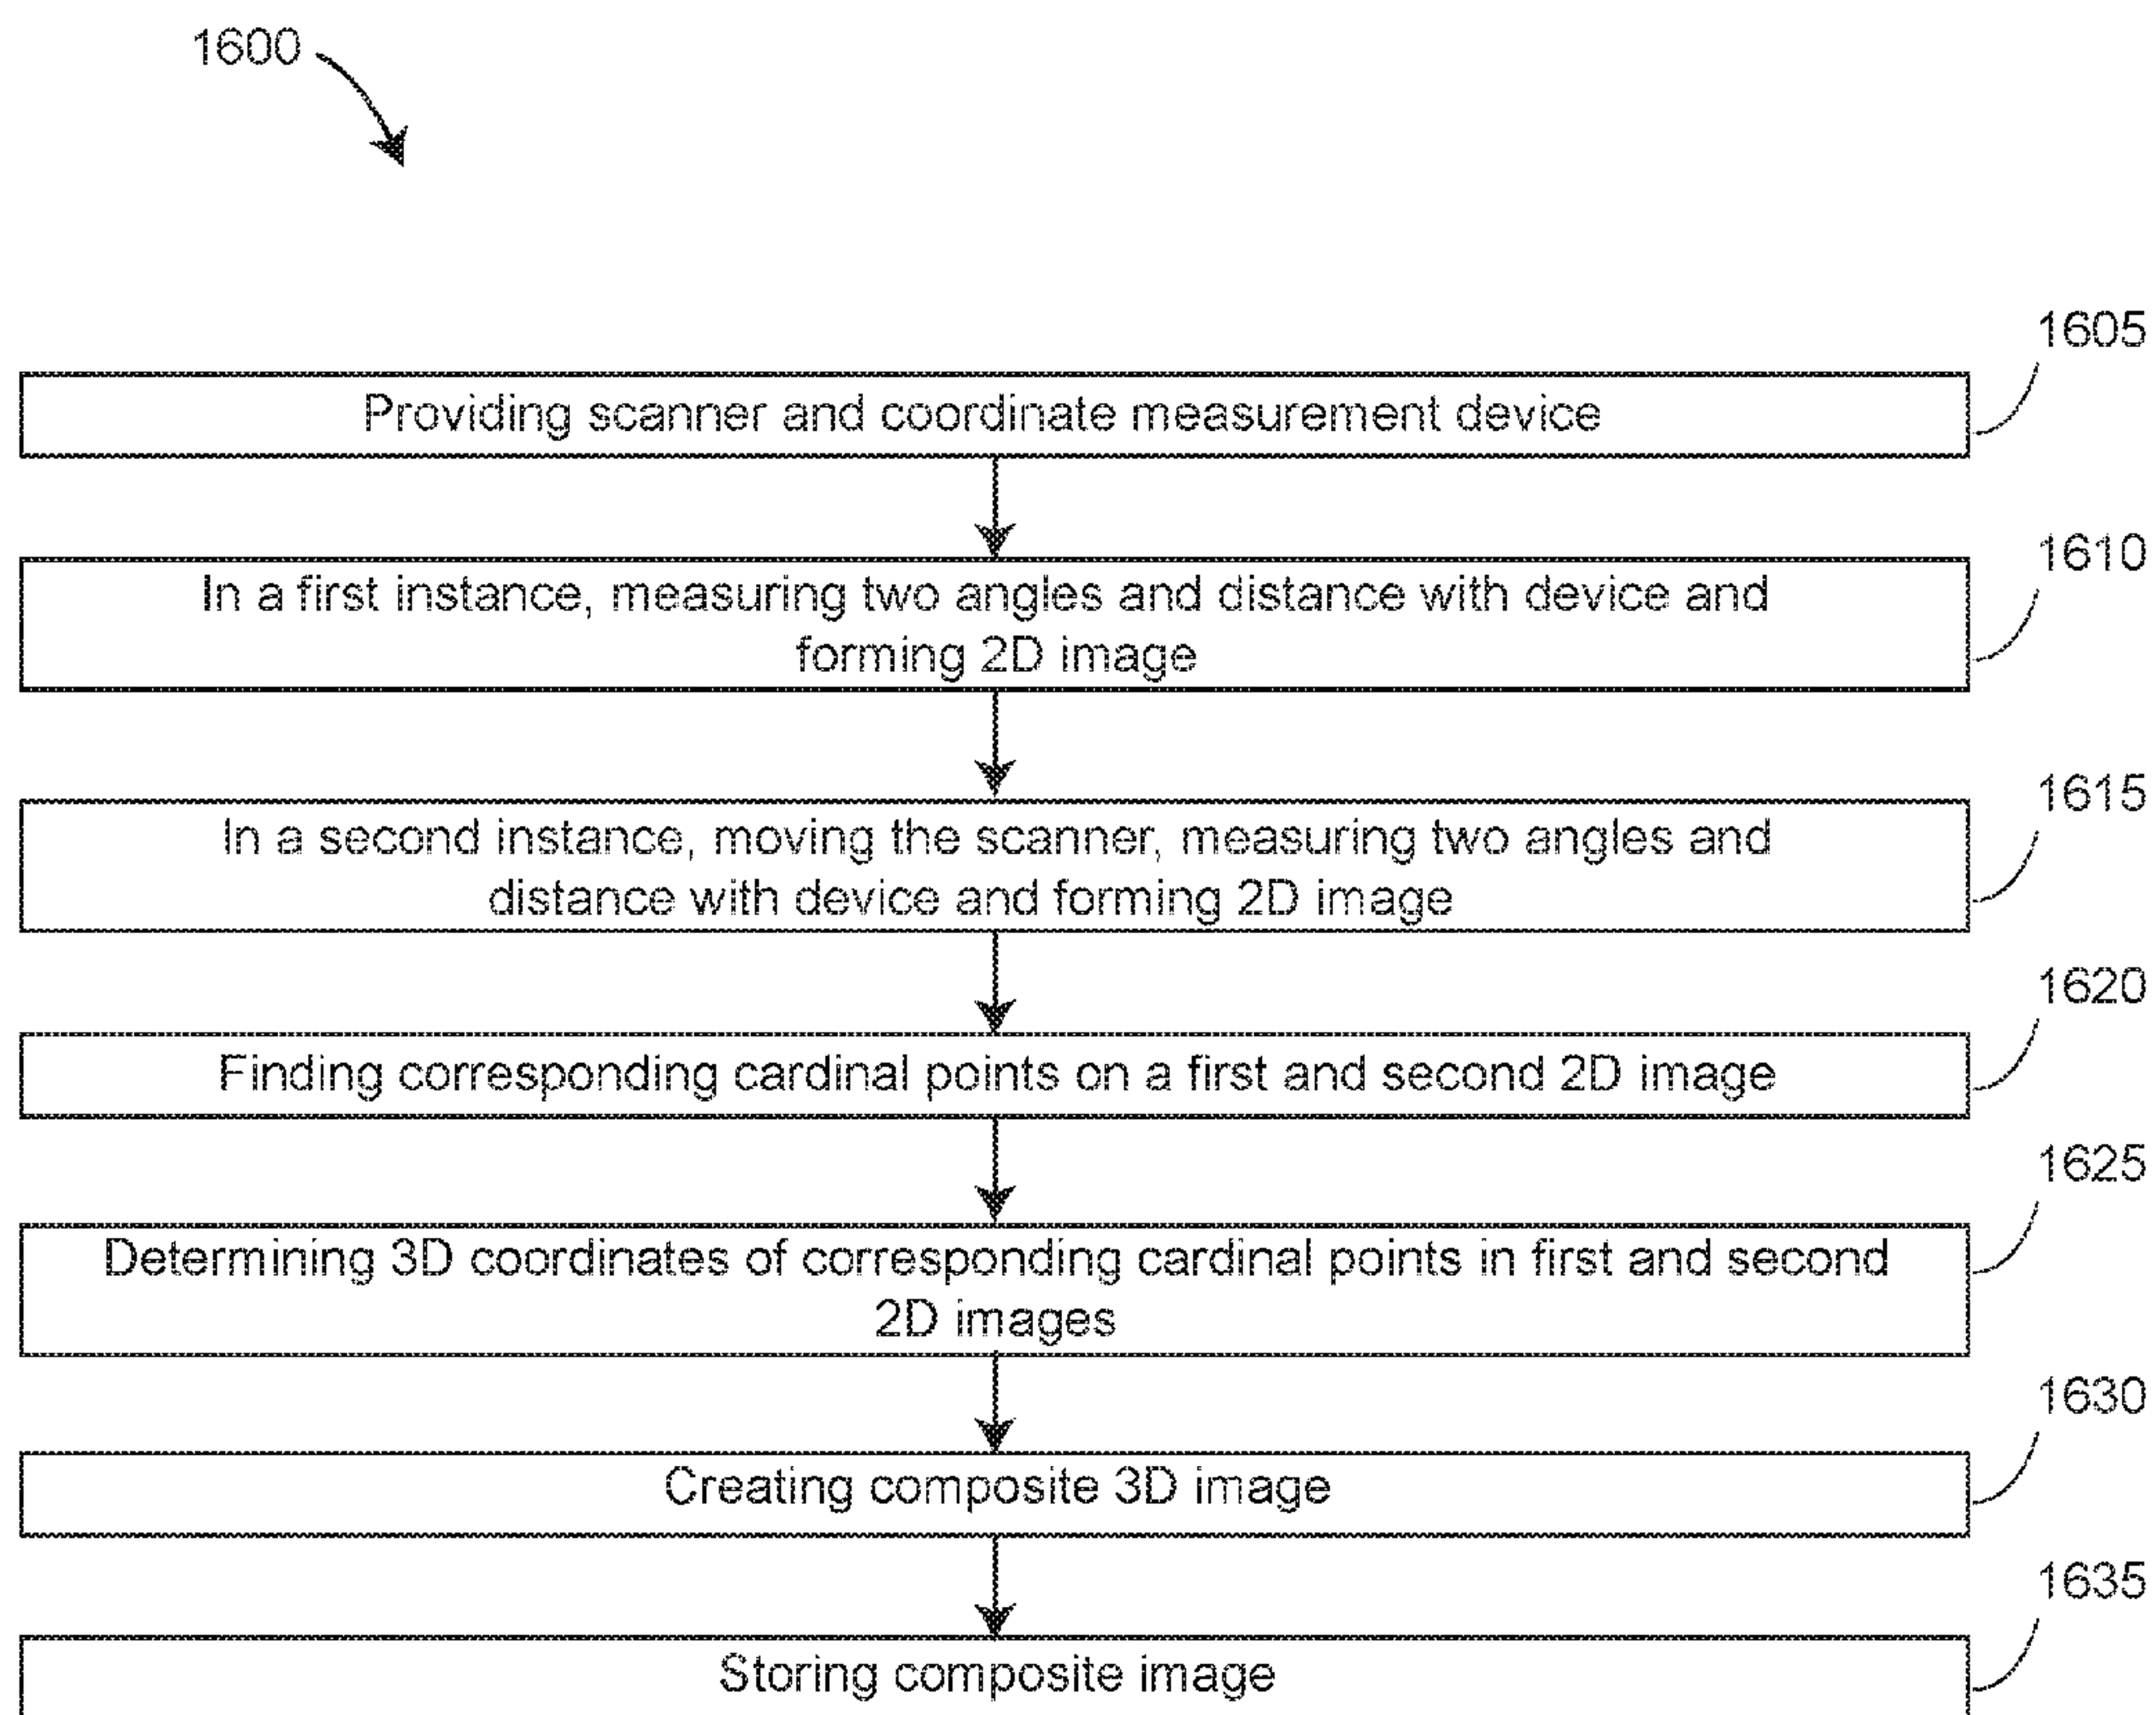 1600
1605
Providing scanner and coordinate measurement device
1610
In a first instance, measuring two angles and distance with device and
forming 2D image
1615
In a second instance, moving the scanner, measuring two angles and
distance with device and forming 2D image
1620
Finding corresponding cardinal points on a first and second 2D image
1625
Determining 3D coordinates of corresponding cardinal points in first and second
2D images
1630
Creating composite 3D image
1635
Storing composite image